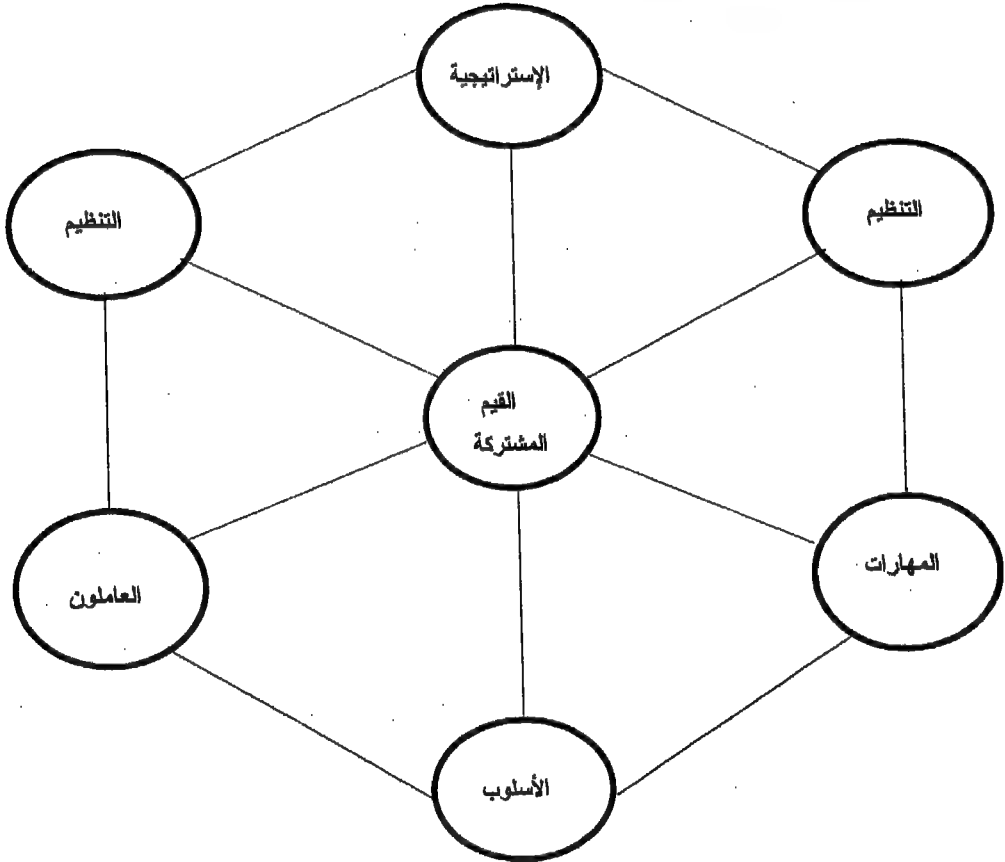 الإستراتيجية
التنظيم
التنظيم
القيم
المشتركة
المهارات
العاملون
الأسلوب